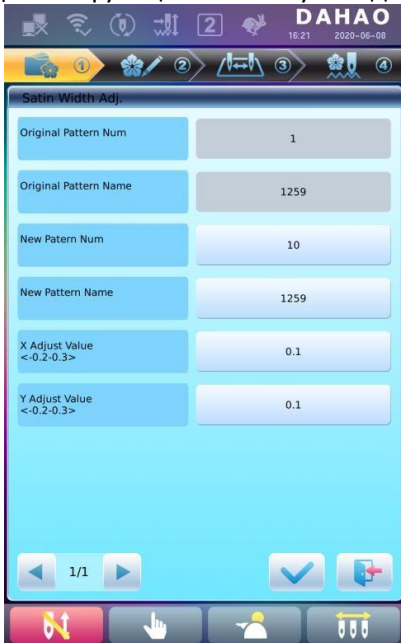 DAHAO
2
16:21 2020-06-08
1 2 3 4
Satin Width Adj.
Original Pattern Num 1
Original Pattern Name 1259
New Patern Num 10
New Pattern Name 1259
X Adjust Value
<-0.2-0.3> 0.1
Y Adjust Value
<-0.2-0.3> 0.1
1/1